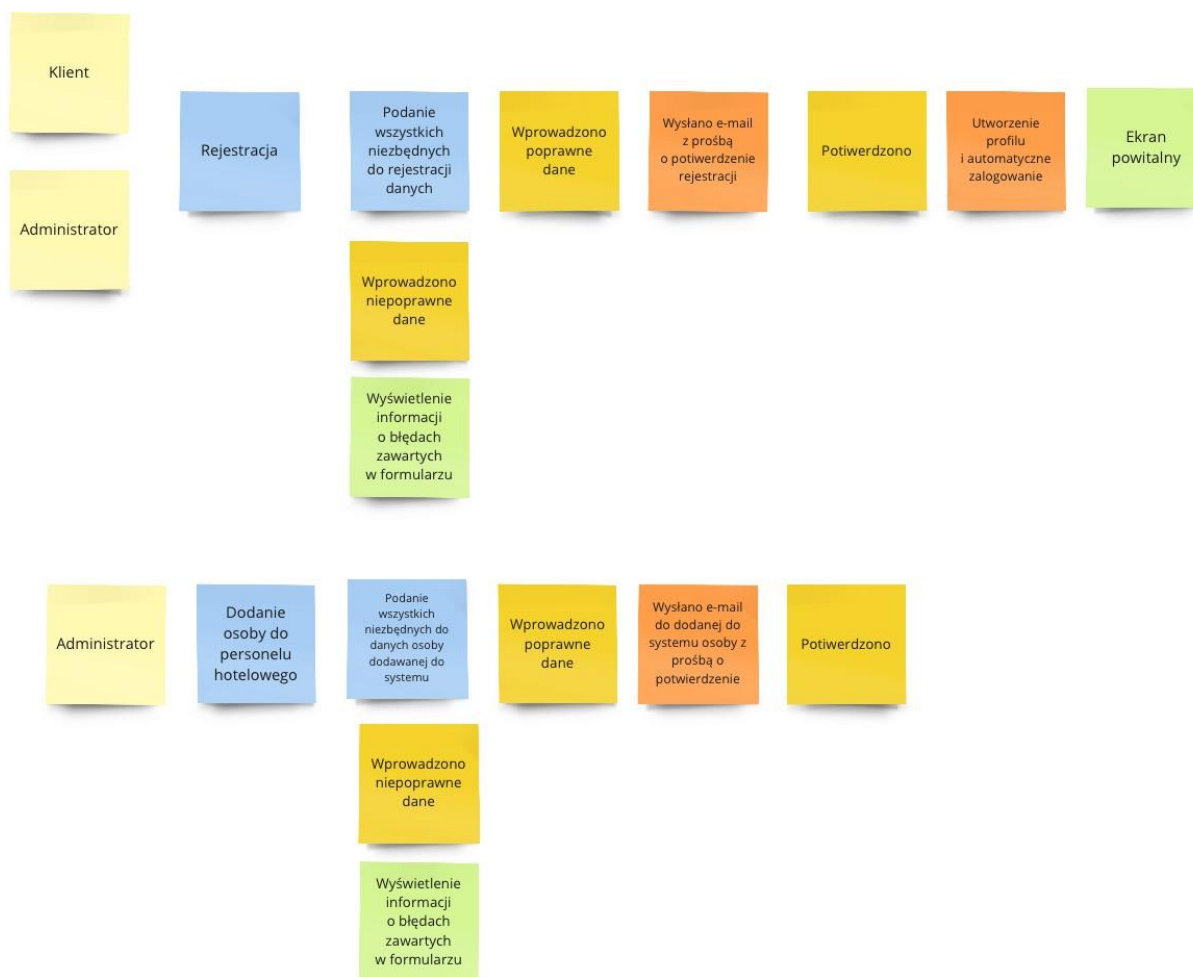 Klient
Administrator
Rejestracja
Podanie
wszystkich
niezbędnych
do rejestracji
danych
Wprowadzono
poprawne
dane
Wysłano e-mail
z prośbą
o potiwerdzenie
rejestracji
Potiwerdzono
Utworzenie
profilu
i automatyczne
zalogowanie
Ekran
powitalny
Wprowadzono
niepoprawne
dane
Wyświetlenie
informacji
o błędach
zawartych
w formularzu
Administrator
Dodanie
osoby do
personelu
hotelowego
Podanie
wszystkich
niezbędnych do
danych osoby
dodawanej do
systemu
Wprowadzono
poprawne
dane
Wysłano e-mail
do dodanej do
systemu osoby z
prośbą o
potwierdzenie
Potiwerdzono
Wprowadzono
niepoprawne
dane
Wyświetlenie
informacji
o błędach
zawartych
w formularzu